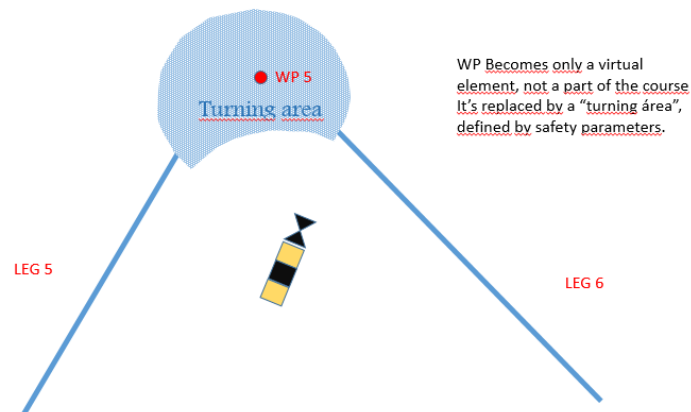 WP Becomes only a virtual
element, not a part of the course
It's replaced by a “turning área”,
defined by safety parameters.
WP 5
Turning area
LEG 5
LEG 6